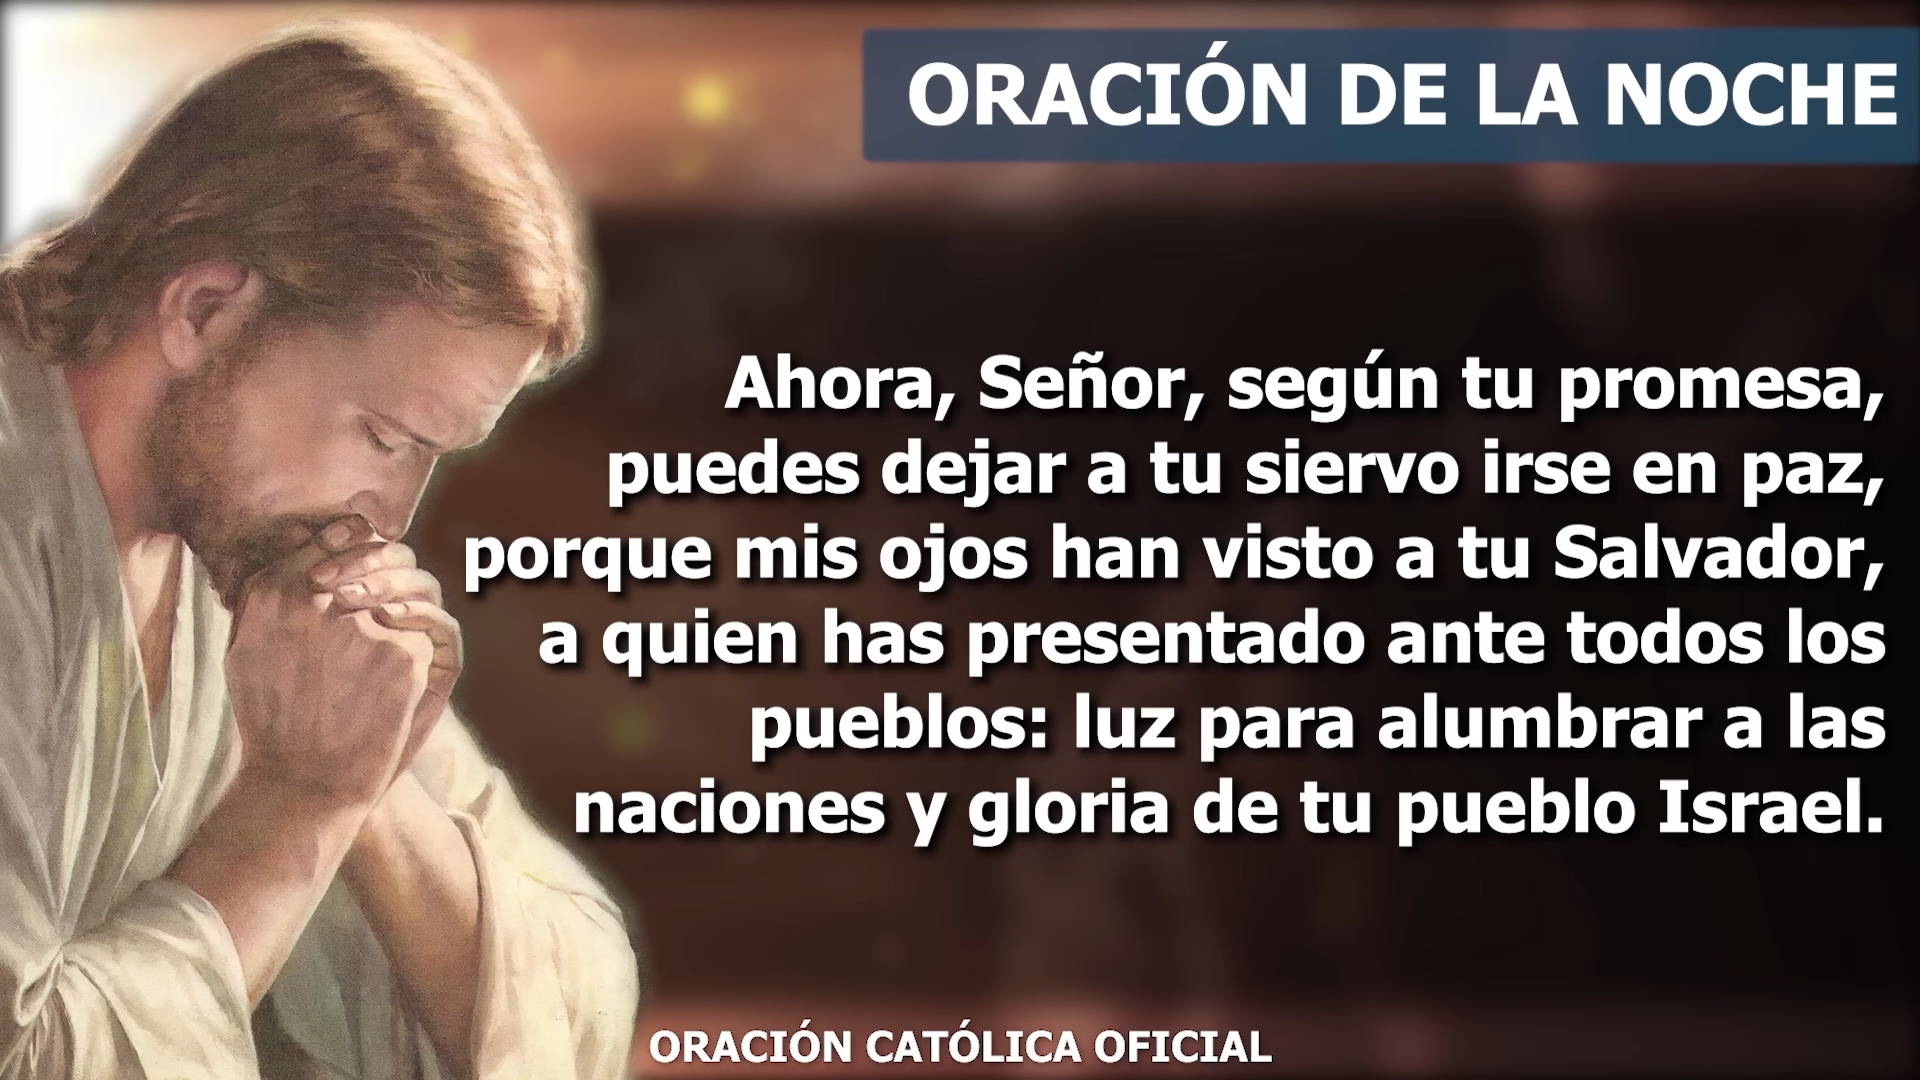 ORACIÓN DE LA NOCHE
Ahora, Señor, según tu promesa,
puedes dejar a tu siervo irse en paz,
porque mis ojos han visto a tu Salvador,
a quien has presentado ante todos los
pueblos: luz para alumbrar a las
naciones y gloria de tu pueblo Israel.
ORACIÓN CATÓLICA OFICIAL